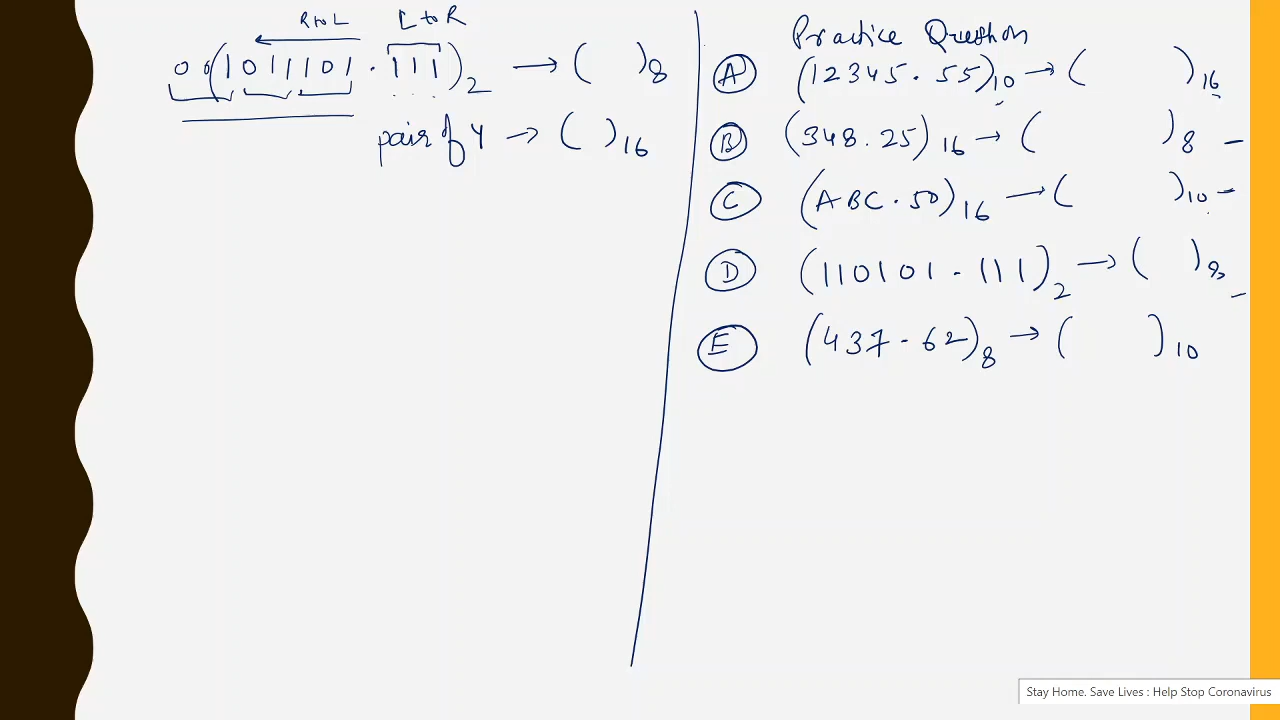 R to L L to R
0 0(1011101.111)2 → ( )8
pair of 4 → ( )16
Practice Question
A (12345.55)10 → ( )16
B (348.25)16 → ( )8
C (ABC.50)16 → ( )10
D (110101.111)2 → ( )8
E (437.62)8 → ( )10
Stay Home. Save Lives : Help Stop Coronavirus